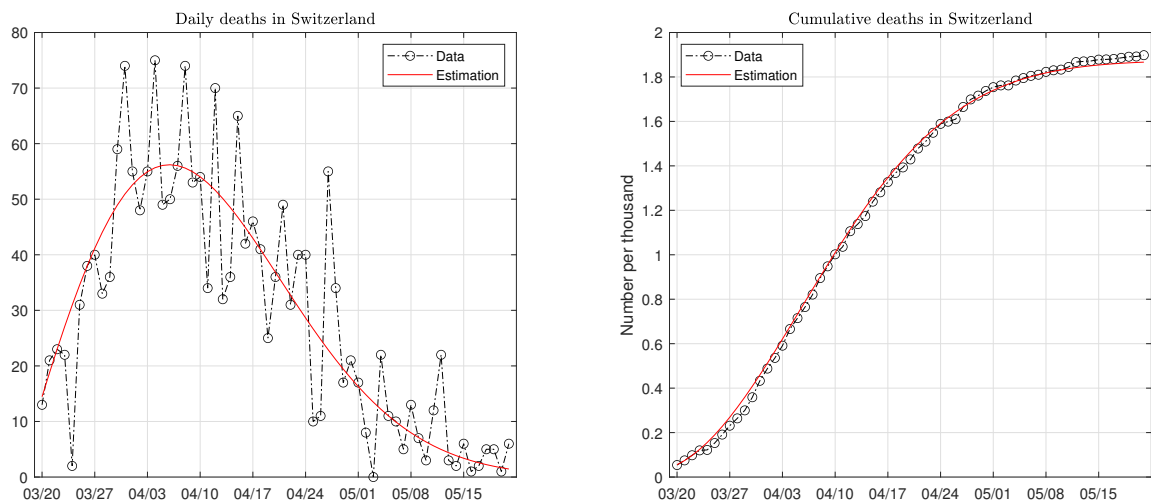 Daily deaths in Switzerland
80
70
60
50
40
30
20
10
0
Data
Estimation
03/20 03/27 04/03 04/10 04/17 04/24 05/01 05/08 05/15
Cumulative deaths in Switzerland
Number per thousand
2
1.8
1.6
1.4
1.2
1
0.8
0.6
0.4
0.2
0
Data
Estimation
03/20 03/27 04/03 04/10 04/17 04/24 05/01 05/08 05/15